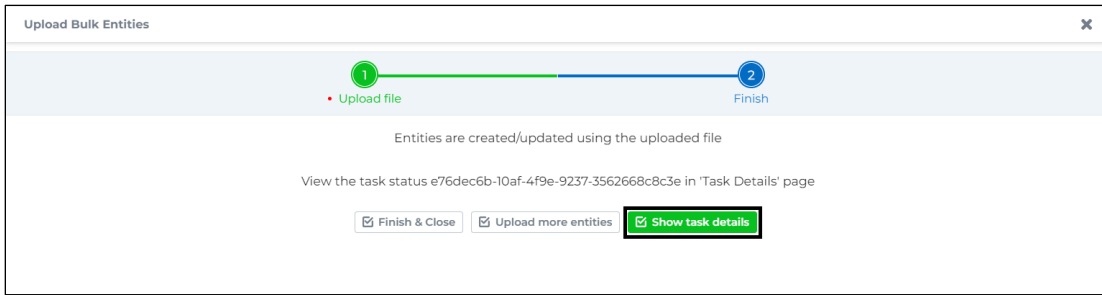 Upload Bulk Entities
1
2
Upload file
Finish
Entities are created/updated using the uploaded file
View the task status e76dec6b-10af-4f9e-9237-3562668c8c3e in 'Task Details' page
Finish & Close
Upload more entities
Show task details